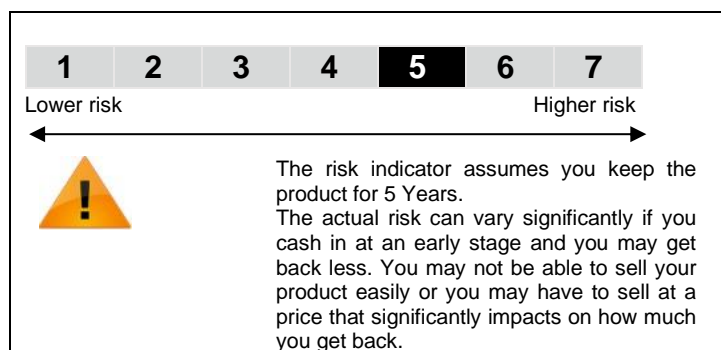 1 2 3 4 5 6 7
Lower risk Higher risk
!
The risk indicator assumes you keep the
product for 5 Years.
The actual risk can vary significantly if you
cash in at an early stage and you may get
back less. You may not be able to sell your
product easily or you may have to sell at a
price that significantly impacts on how much
you get back.